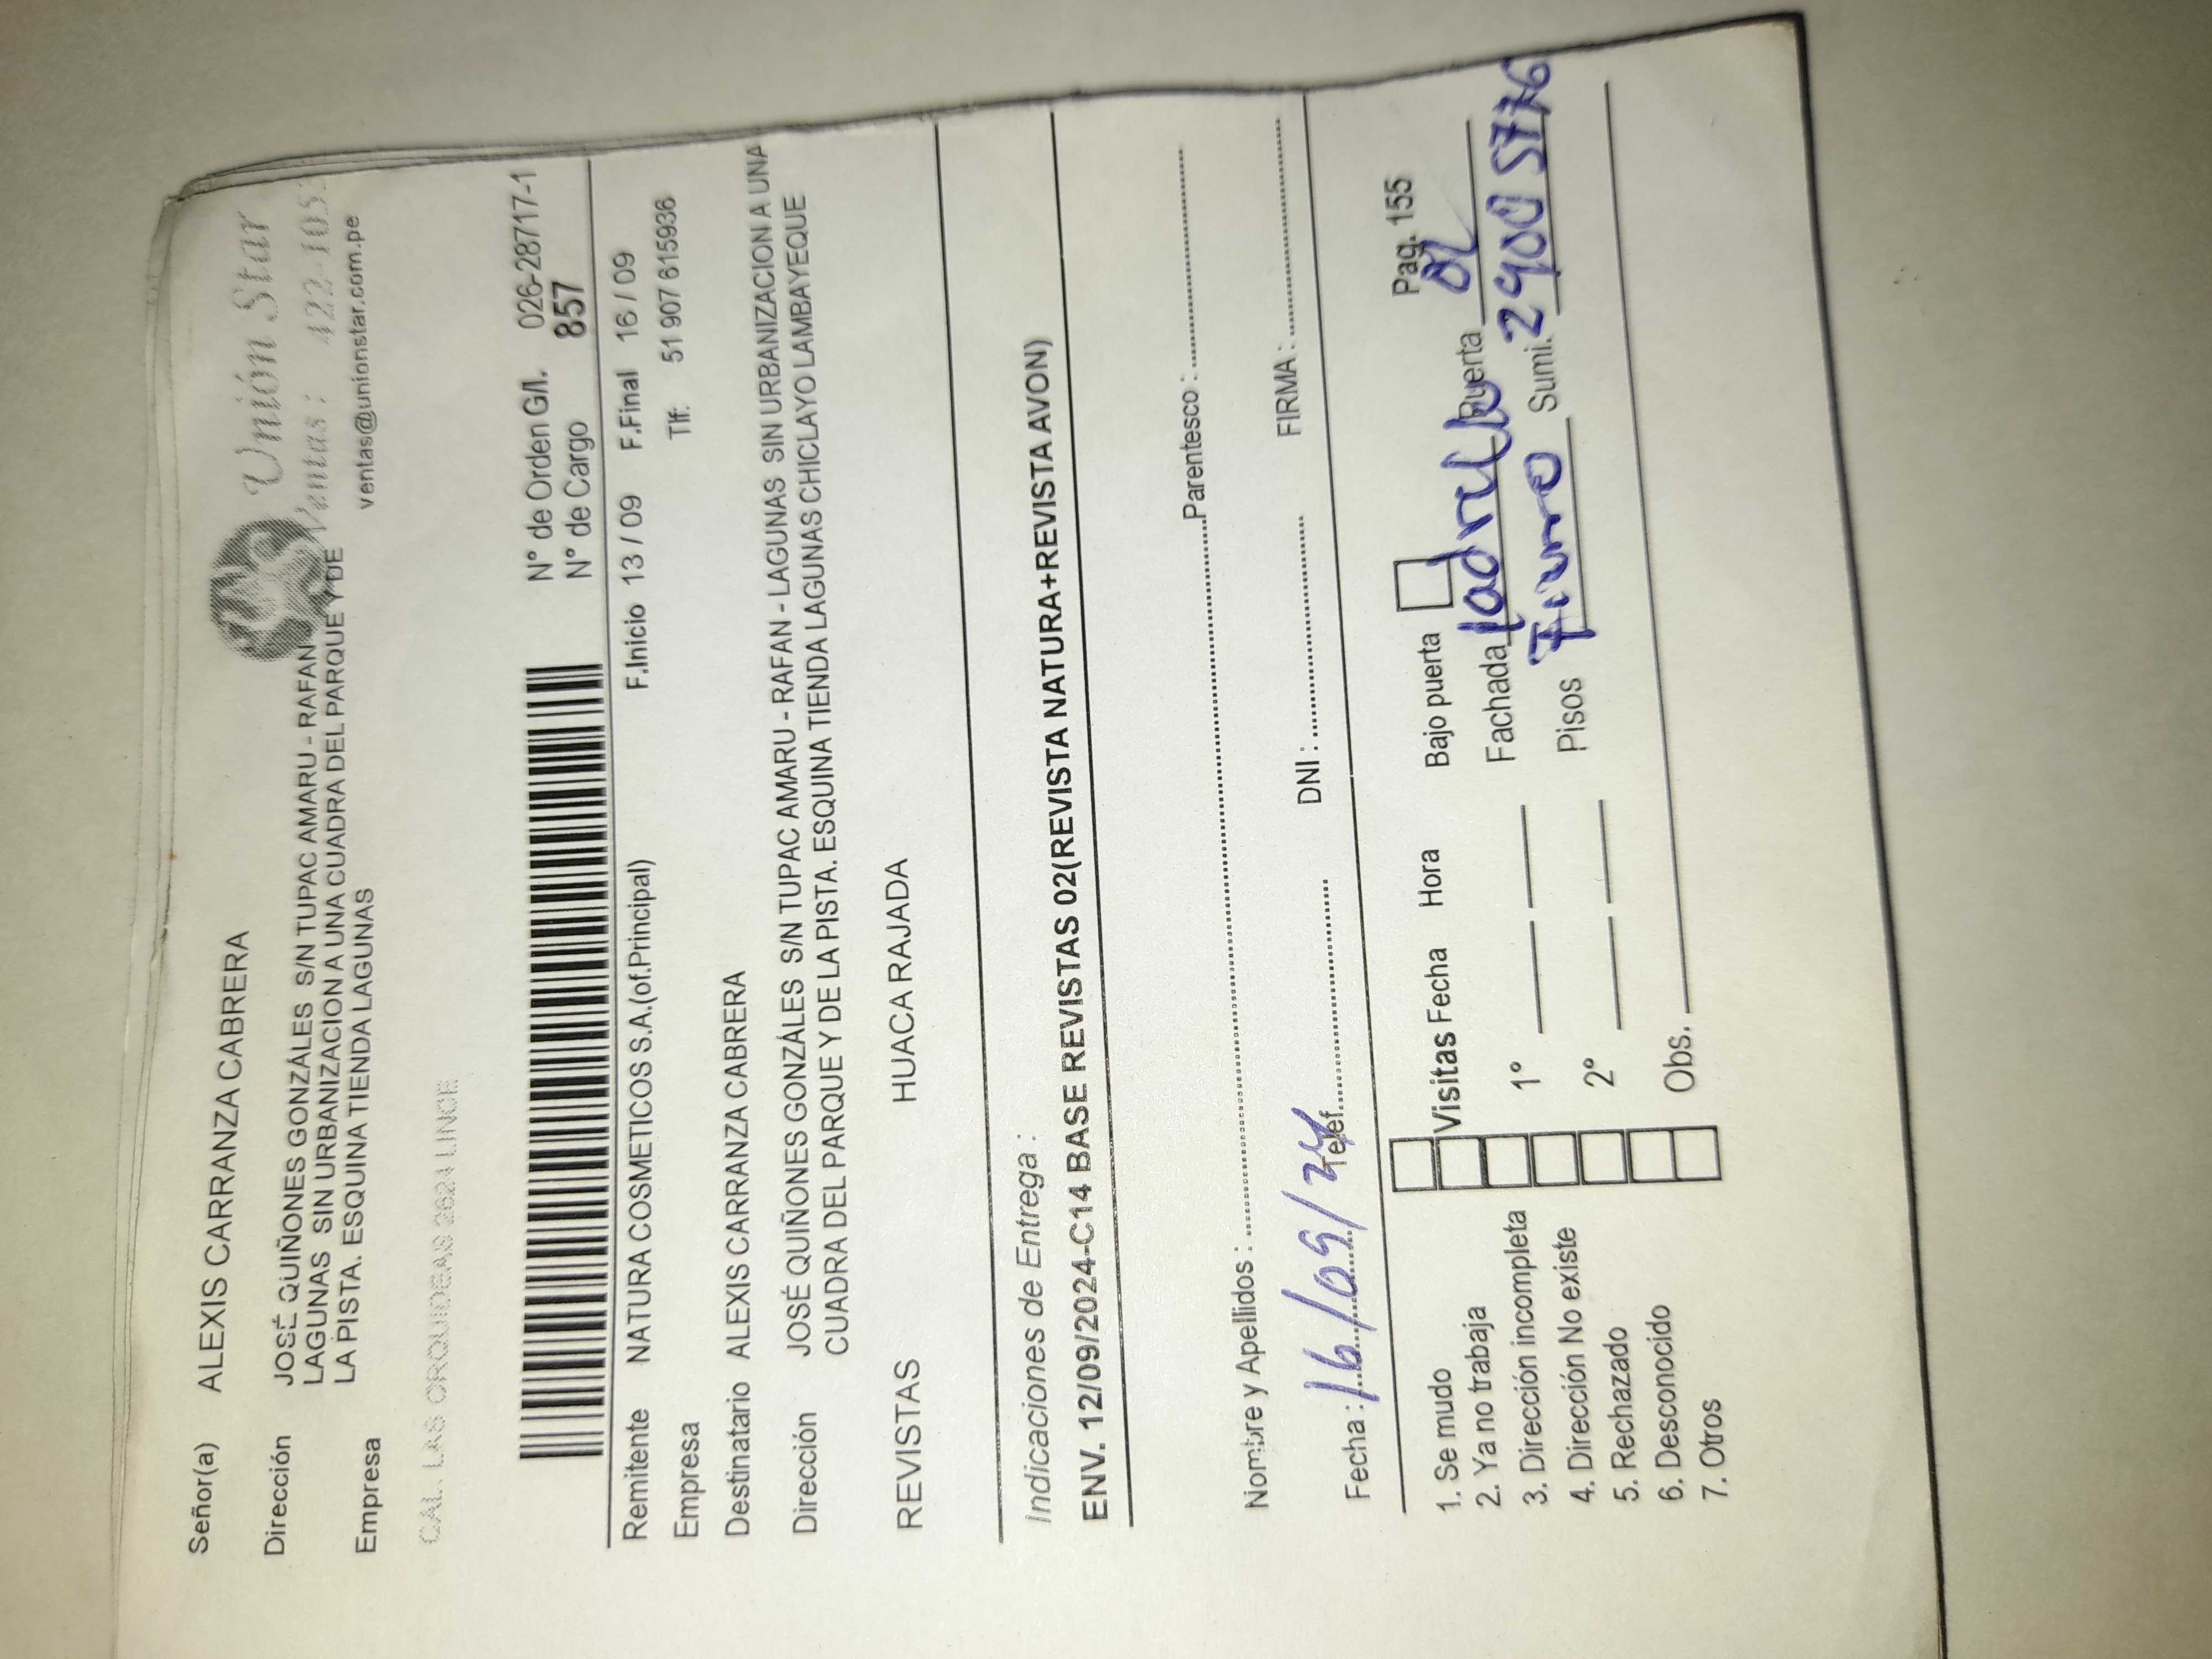 Señor(a) ALEXIS CARRANZA CABRERA
Unión Star
Ventas: 422-105
ventas@unionstar.com.pe
Dirección JOSÉ QUIÑONES GONZÁLES S/N TUPAC AMARU - RAFAN
LAGUNAS SIN URBANIZACION A UNA CUADRA DEL PARQUE Y DE
LA PISTA. ESQUINA TIENDA LAGUNAS
Empresa
CAL. LAS ORQUIDEAS 2624 LINCE
N° de Orden G/I. 026-28717-1
N° de Cargo 857
Remitente NATURA COSMETICOS S.A.(of.Principal) F.Inicio 13 / 09 F.Final 16 / 09
Empresa Tlf: 51 907 615936
Destinatario ALEXIS CARRANZA CABRERA
Dirección JOSÉ QUIÑONES GONZÁLES S/N TUPAC AMARU - RAFAN - LAGUNAS SIN URBANIZACION A UNA
CUADRA DEL PARQUE Y DE LA PISTA. ESQUINA TIENDA LAGUNAS CHICLAYO LAMBAYEQUE
REVISTAS HUACA RAJADA
Indicaciones de Entrega :
ENV. 12/09/2024-C14 BASE REVISTAS 02(REVISTA NATURA+REVISTA AVON)
Nombre y Apellidos : Parentesco :
Fecha : 16/09/24 Telef. DNI : FIRMA :
Pag. 155
1. Se mudo Visitas Fecha Hora Bajo puerta
2. Ya no trabaja Fachada ladrillo Puerta
3. Dirección incompleta 1°
4. Dirección No existe Pisos Sumi. 29005776
5. Rechazado 2°
6. Desconocido
7. Otros Obs.